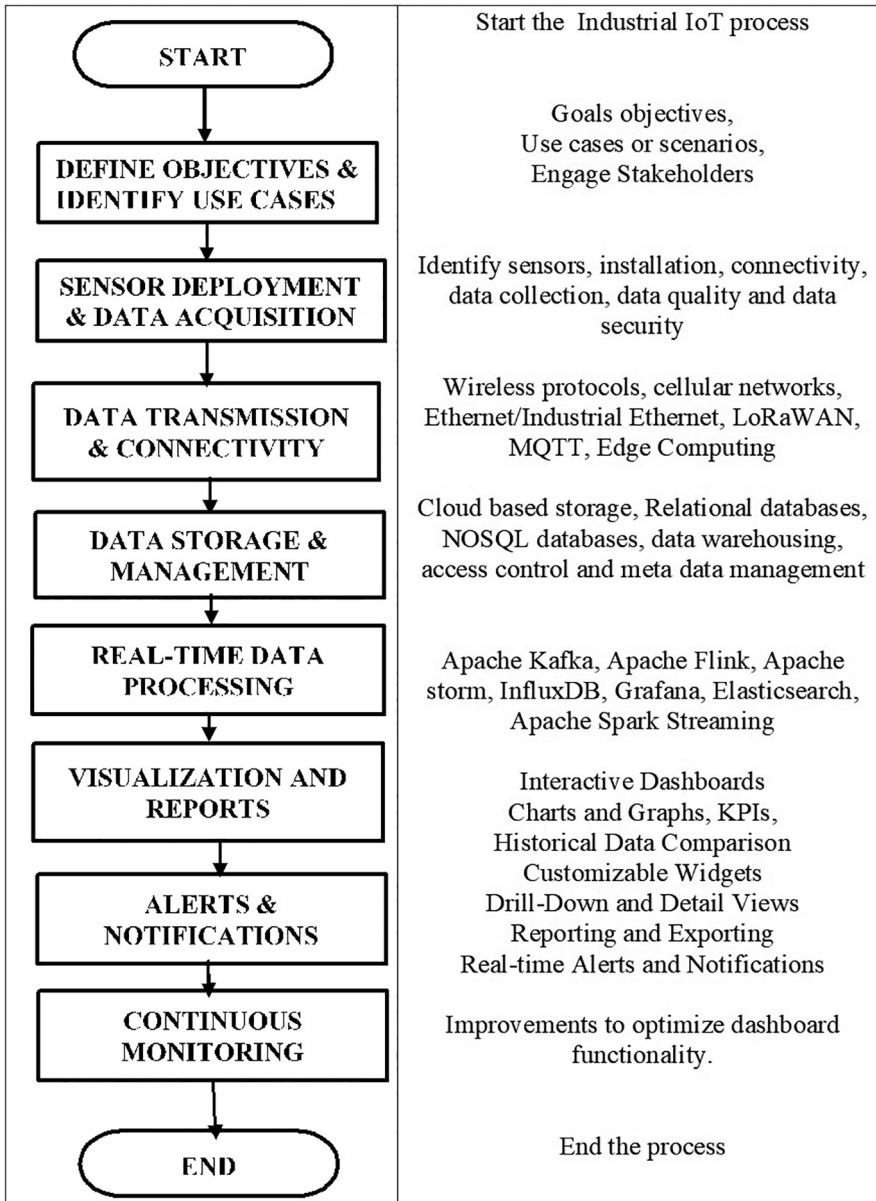 START
Start the Industrial IoT process
DEFINE OBJECTIVES &
IDENTIFY USE CASES
Goals objectives,
Use cases or scenarios,
Engage Stakeholders
SENSOR DEPLOYMENT
& DATA ACQUISITION
Identify sensors, installation, connectivity,
data collection, data quality and data
security
DATA TRANSMISSION
& CONNECTIVITY
Wireless protocols, cellular networks,
Ethernet/Industrial Ethernet, LoRaWAN,
MQTT, Edge Computing
DATA STORAGE &
MANAGEMENT
Cloud based storage, Relational databases,
NOSQL databases, data warehousing,
access control and meta data management
REAL-TIME DATA
PROCESSING
Apache Kafka, Apache Flink, Apache
storm, InfluxDB, Grafana, Elasticsearch,
Apache Spark Streaming
VISUALIZATION AND
REPORTS
Interactive Dashboards
Charts and Graphs, KPIs,
Historical Data Comparison
Customizable Widgets
Drill-Down and Detail Views
Reporting and Exporting
Real-time Alerts and Notifications
ALERTS &
NOTIFICATIONS
CONTINUOUS
MONITORING
Improvements to optimize dashboard
functionality.
END
End the process